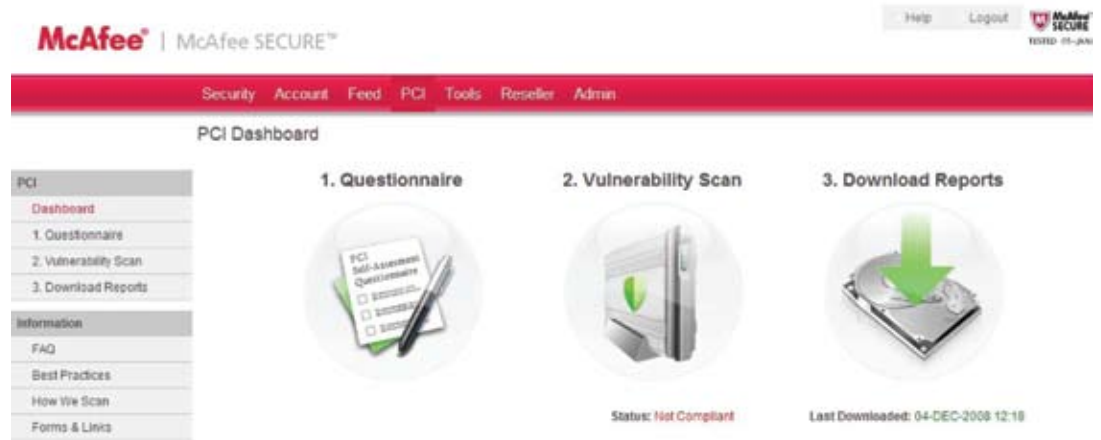 Help Logout McAfee SECURE
McAfee® | McAfee SECURE™
Security Account Feed PCI Tools Reseller Admin
PCI Dashboard
PCI
Dashboard
1. Questionnaire
2. Vulnerability Scan
3. Download Reports
Information
FAQ
Best Practices
How We Scan
Forms & Links
1. Questionnaire
PCI
Self-Assessment
Questionnaire
2. Vulnerability Scan
Status: Not Compliant
3. Download Reports
Last Downloaded: 04-DEC-2008 12:18